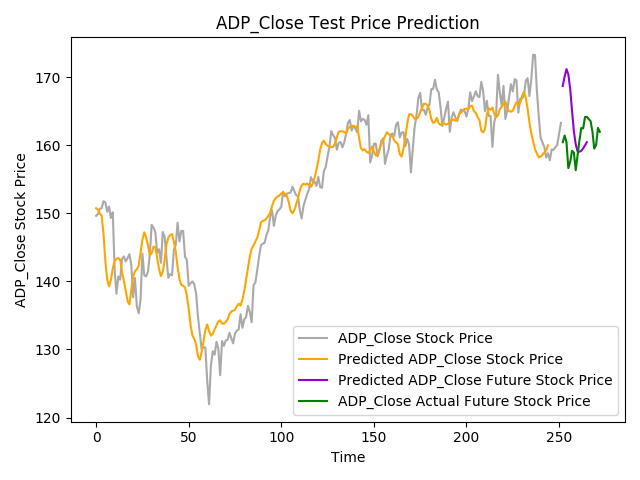 ADP_Close Test Price Prediction
ADP_Close Stock Price
170
160
150
140
130
120
0
50
100
150
200
250
Time
ADP_Close Stock Price
Predicted ADP_Close Stock Price
Predicted ADP_Close Future Stock Price
ADP_Close Actual Future Stock Price